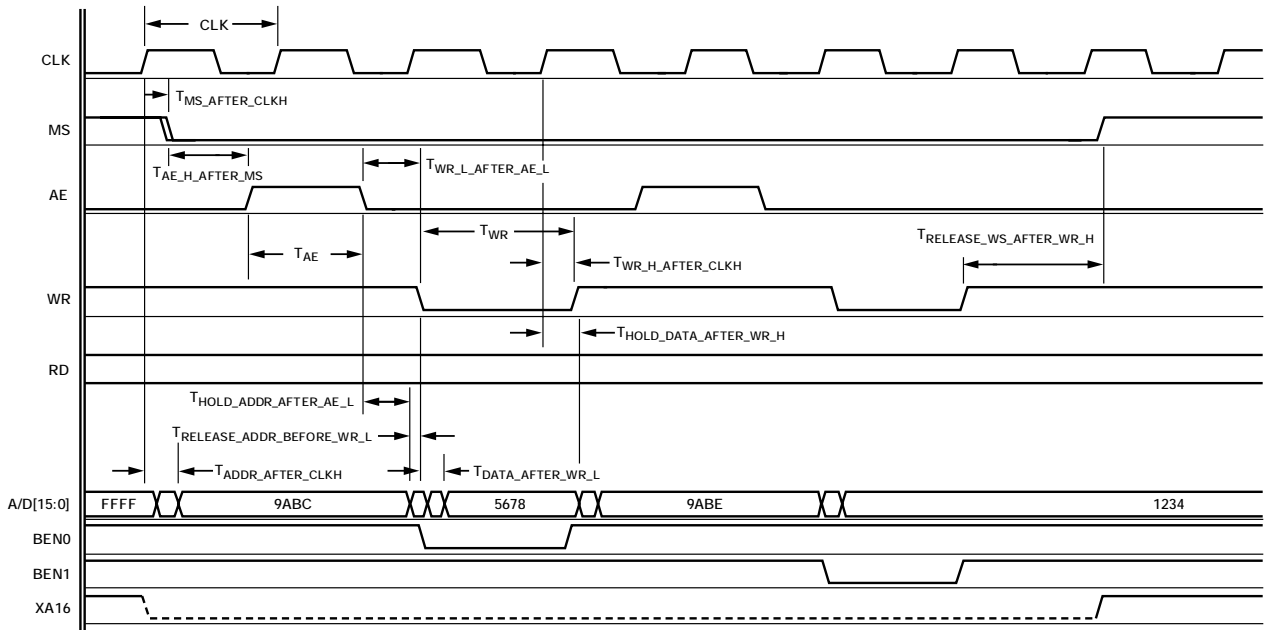 CLK
CLK
T_MS_AFTER_CLKH
MS
T_AE_H_AFTER_MS
T_WR_L_AFTER_AE_L
AE
T_AE
T_WR
T_RELEASE_WS_AFTER_WR_H
T_WR_H_AFTER_CLKH
WR
T_HOLD_DATA_AFTER_WR_H
RD
T_HOLD_ADDR_AFTER_AE_L
T_RELEASE_ADDR_BEFORE_WR_L
T_ADDR_AFTER_CLKH
T_DATA_AFTER_WR_L
A/D[15:0] FFFF 9ABC 5678 9ABE 1234
BEN0
BEN1
XA16